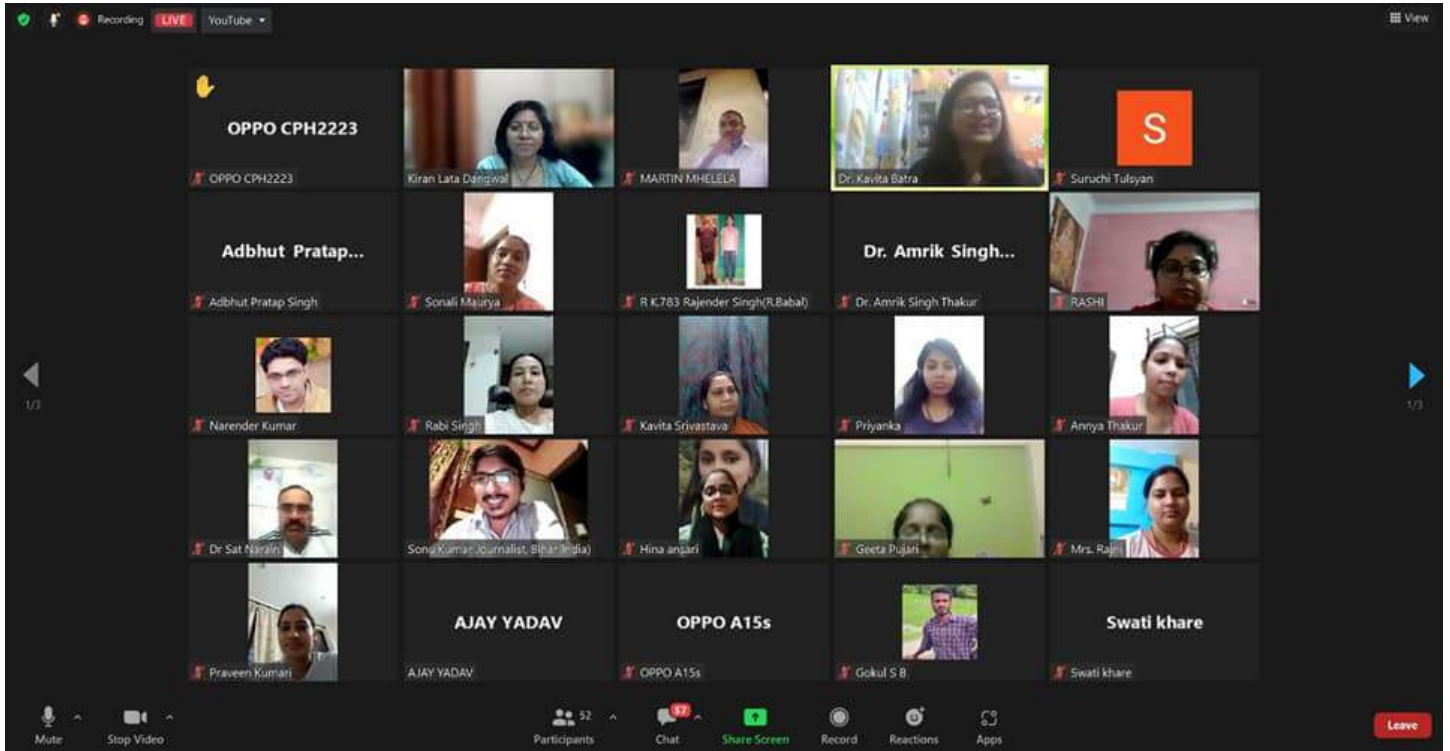 Recording LIVE YouTube
View
OPPO CPH2223
OPPO CPH2223
Kiran Lata Dangwal
MARTIN MHELELA
Dr. Kavita Batra
S
Suruchi Tulsyan
Adbhut Pratap...
Adbhut Pratap Singh
Sonali Maurya
R K.783 Rajender Singh(R.Babal)
Dr. Amrik Singh...
Dr. Amrik Singh Thakur
RASHI
Narender Kumar
Rabi Singh
Kavita Srivastava
Priyanka
Annya Thakur
1/3
1/3
Dr Sat Narain
Sonu Kumar Journalist, Bihar India)
Hina ansari
Geeta Pujari
Mrs. Rajni
Praveen Kumari
AJAY YADAV
AJAY YADAV
OPPO A15s
OPPO A15s
Gokul S B
Swati khare
Swati khare
52
57
Mute
Stop Video
Participants
Chat
Share Screen
Record
Reactions
Apps
Leave